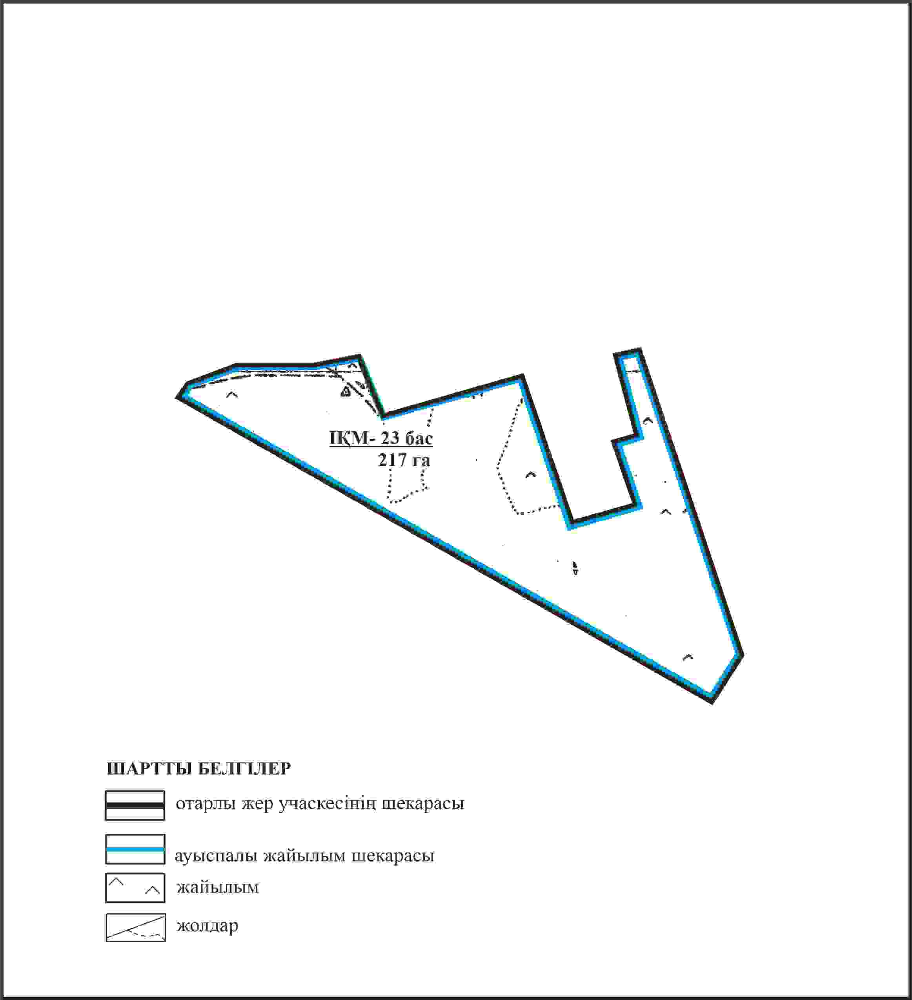 ІҚМ- 23 бас
217 га
ШАРТТЫ БЕЛГІЛЕР
отарлы жер учаскесінің шекарасы
ауыспалы жайылым шекарасы
жайылым
жолдар